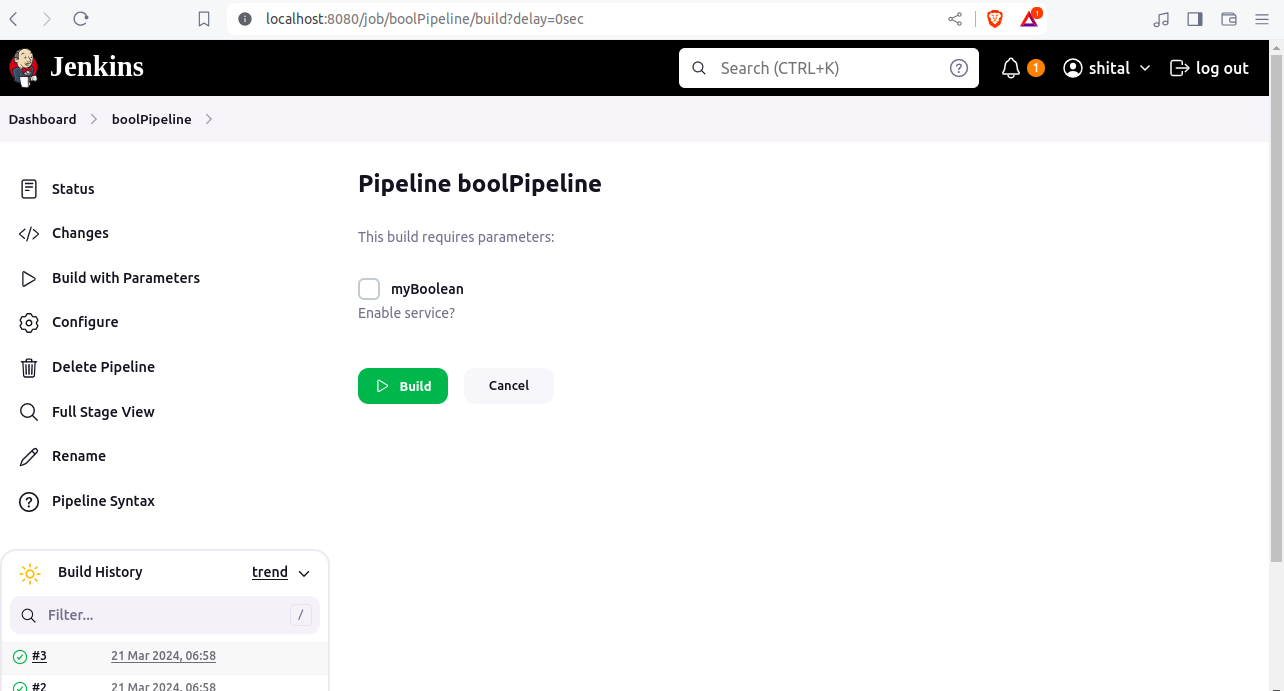 localhost:8080/job/boolPipeline/build?delay=0sec
1
Jenkins
Search (CTRL+K)
?
1
shital
log out
Dashboard
boolPipeline
Status
Changes
Build with Parameters
Configure
Delete Pipeline
Full Stage View
Rename
Pipeline Syntax
Pipeline boolPipeline
This build requires parameters:
myBoolean
Enable service?
Build Cancel
Build History trend
Filter... /
#3 21 Mar 2024, 06:58
#2 21 Mar 2024, 06:58